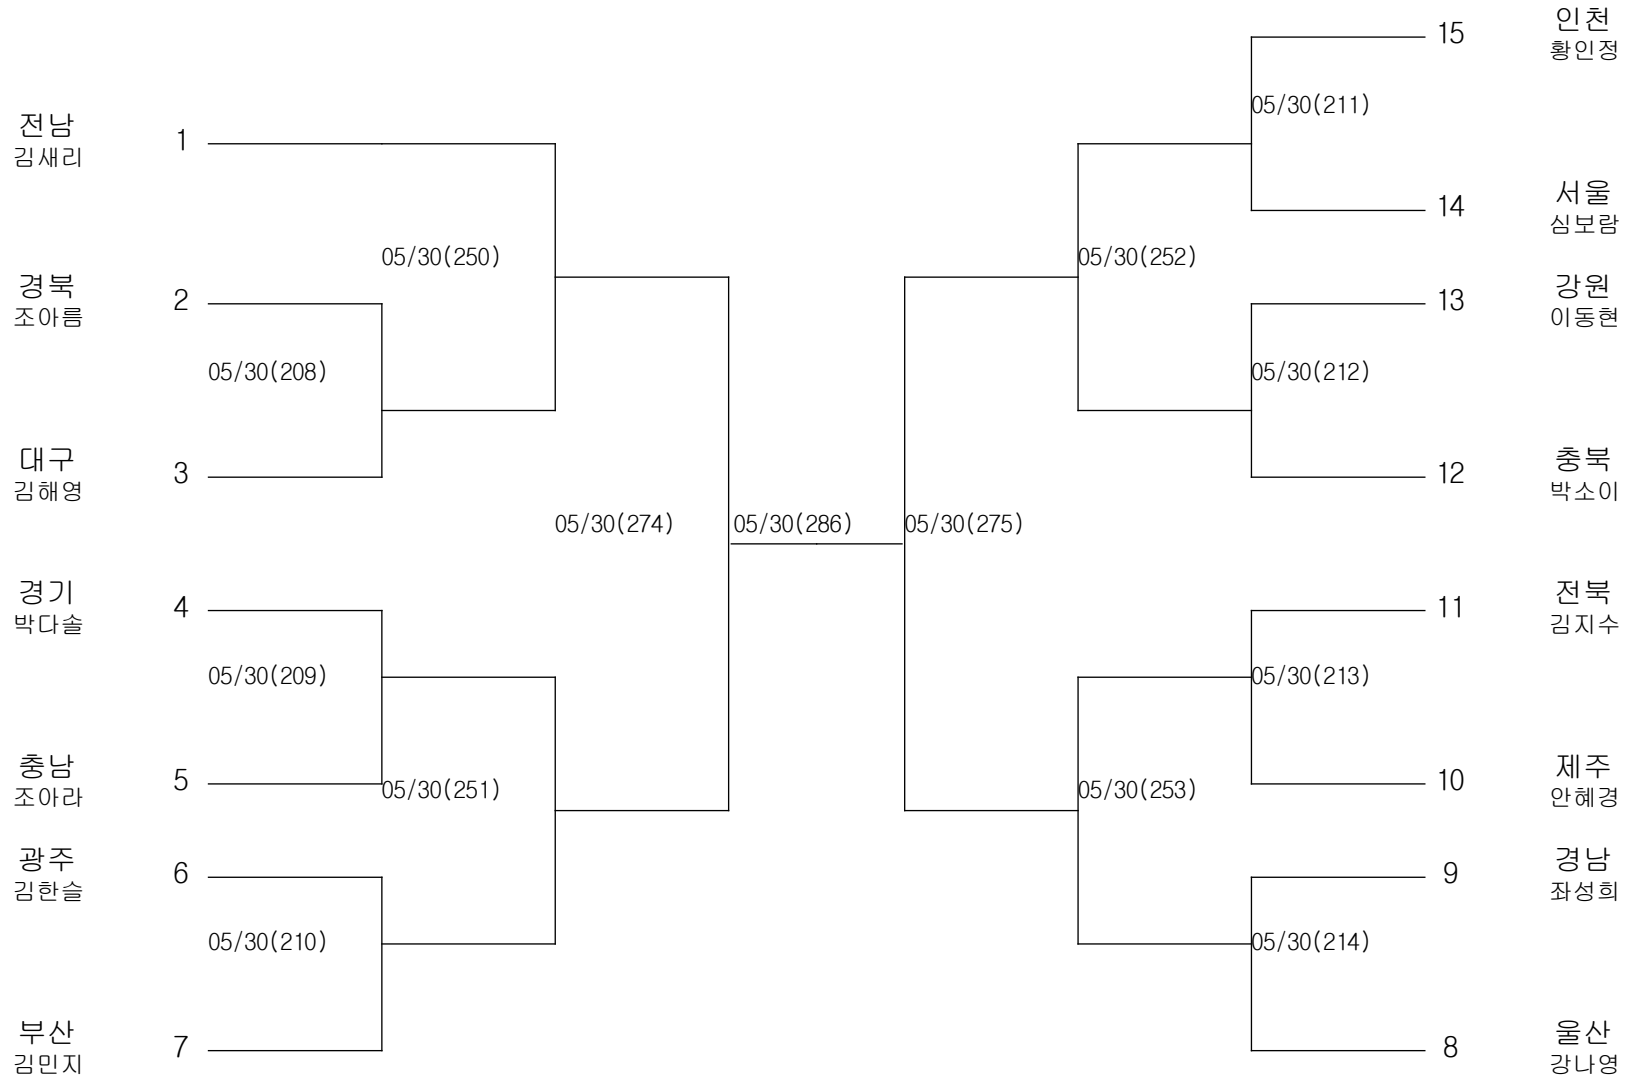 전남
김새리
1
경북
조아름
2
05/30(208)
대구
김해영
3
05/30(250)
경기
박다솔
4
05/30(209)
충남
조아라
5
05/30(251)
광주
김한슬
6
05/30(210)
부산
김민지
7
05/30(274)
05/30(286)
05/30(275)
15
인천
황인정
05/30(211)
14
서울
심보람
05/30(252)
13
강원
이동현
05/30(212)
12
충북
박소이
11
전북
김지수
05/30(213)
10
제주
안혜경
05/30(253)
9
경남
좌성희
05/30(214)
8
울산
강나영